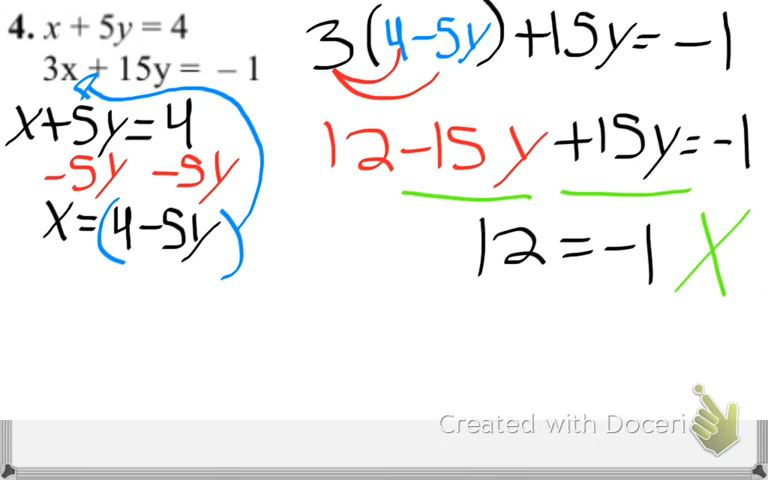 4. x + 5y = 4
3x + 15y = – 1
x+5y=4
-5y -5y
x=(4-5y)
3(4-5y)+15y=-1
12-15y+15y=-1
12=-1 X
Created with Doceri